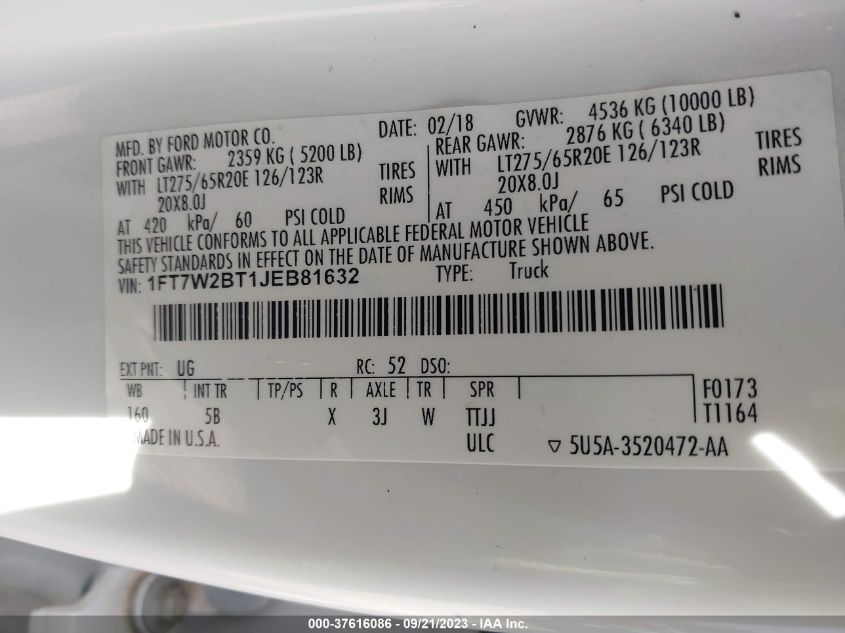 MFD. BY FORD MOTOR CO.
DATE: 02/18
GVWR: 4536 KG (10000 LB)
FRONT GAWR: 2359 KG ( 5200 LB)
REAR GAWR: 2876 KG ( 6340 LB)
WITH LT275/65R20E 126/123R TIRES
WITH LT275/65R20E 126/123R TIRES
20X8.0J RIMS
20X8.0J RIMS
AT 420 kPa/ 60 PSI COLD
AT 450 kPa/ 65 PSI COLD
THIS VEHICLE CONFORMS TO ALL APPLICABLE FEDERAL MOTOR VEHICLE
SAFETY STANDARDS IN EFFECT ON THE DATE OF MANUFACTURE SHOWN ABOVE.
VIN: 1FT7W2BT1JEB81632
TYPE: Truck
EXT PNT: UG RC: 52 DSO:
WB INT TR TP/PS R AXLE TR SPR F0173
160 5B X 3J W TTJJ T1164
MADE IN U.S.A. ULC ▽ 5U5A-3520472-AA
000-37616086 - 09/21/2023 - IAA Inc.